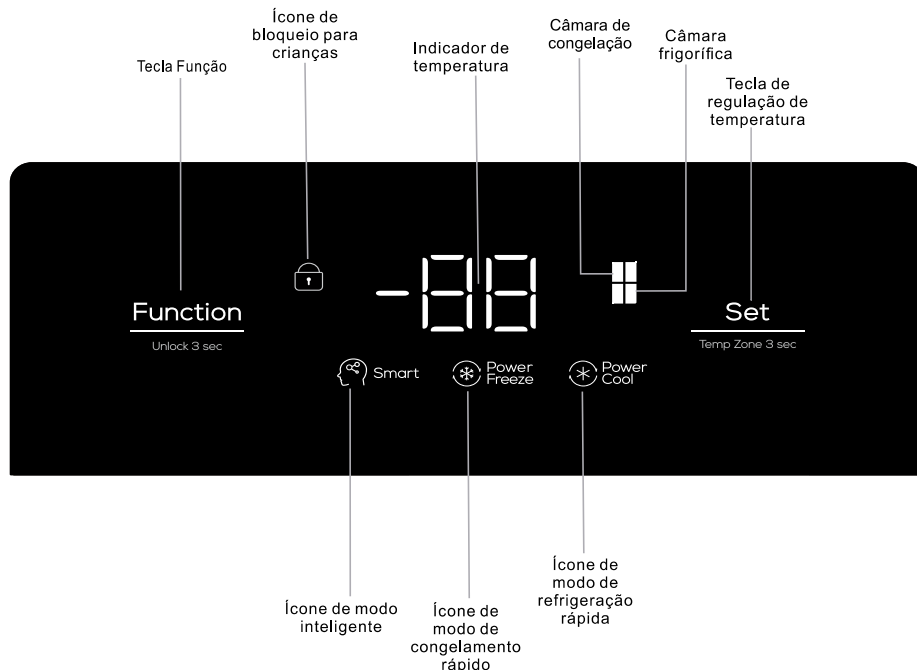 Ícone de
bloqueio para
crianças
Câmara de
congelação
Câmara
frigorífica
Indicador de
temperatura
Tecla Função
Tecla de
regulação de
temperatura
-88
Function
Unlock 3 sec
Set
Temp Zone 3 sec
Smart
Power
Freeze
Power
Cool
Ícone de modo
inteligente
Ícone de
modo de
congelamento
rápido
Ícone de
modo de
refrigeração
rápida